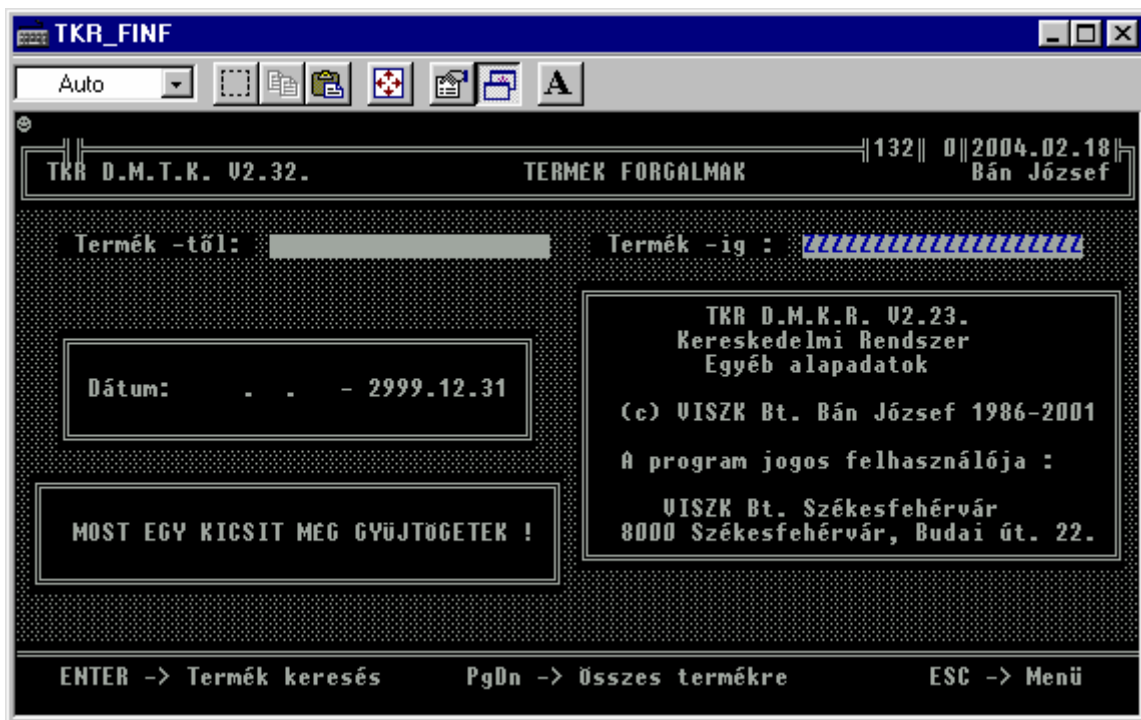 TKR_FINF
Auto
A
132 0 2004.02.18
TKR D.M.T.K. V2.32. TERMÉK FORGALMAK Bán József
Termék -től: Termék -ig : ZZZZZZZZZZZZZZZZZZZZ
TKR D.M.K.R. V2.23.
Kereskedelmi Rendszer
Egyéb alapadatok
(c) VISZK Bt. Bán József 1986-2001
A program jogos felhasználója :
VISZK Bt. Székesfehérvár
8000 Székesfehérvár, Budai út. 22.
Dátum: . . - 2999.12.31
MOST EGY KICSIT MÉG GYŰJTÖGETEK !
ENTER -> Termék keresés PgDn -> Összes termékre ESC -> Menü